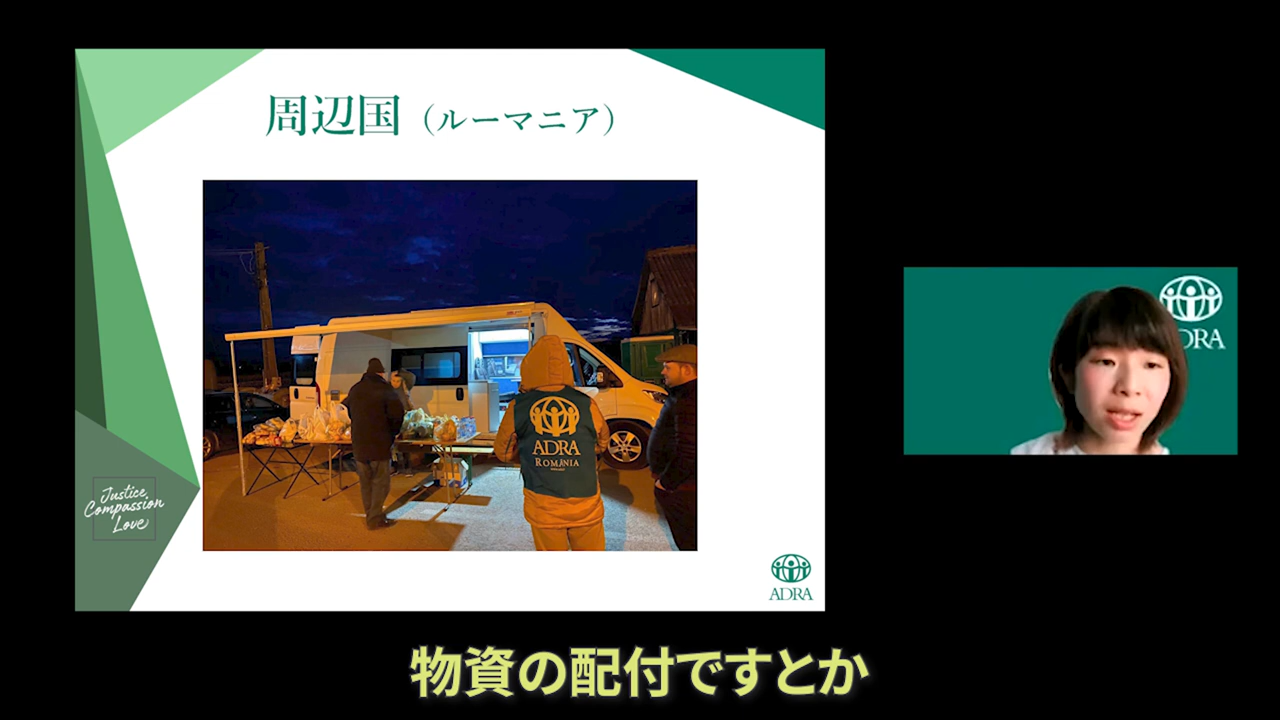 周辺国（ルーマニア）
ADRA
ROMÂNIA
Justice
Compassion
Love
ADRA
DRA
物資の配付ですとか